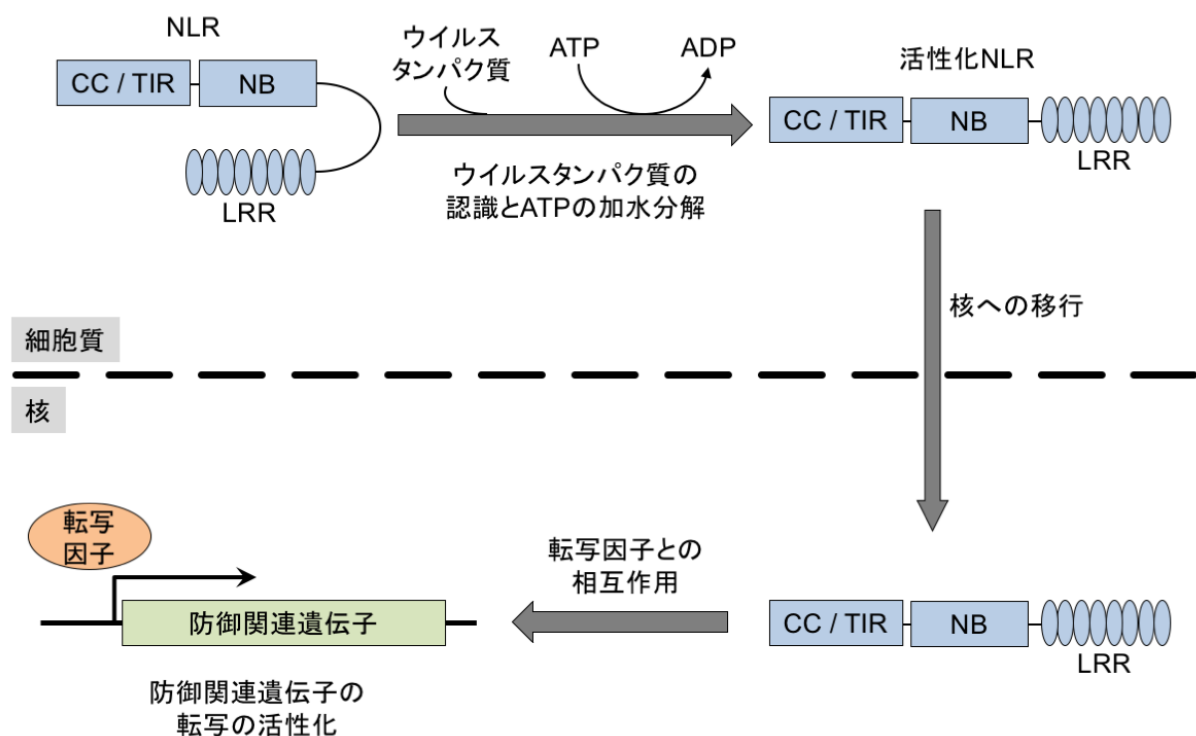 NLR
CC / TIR
NB
LRR
ウイルス
タンパク質
ATP
ADP
ウイルスタンパク質の
認識とATPの加水分解
活性化NLR
CC / TIR
NB
LRR
核への移行
細胞質
核
転写
因子
防御関連遺伝子
防御関連遺伝子の
転写の活性化
転写因子との
相互作用
CC / TIR
NB
LRR